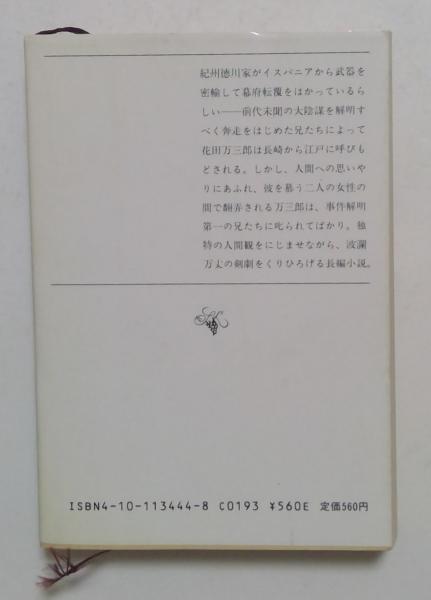 紀州徳川家がイスパニアから武器を
密輸して幕府転覆をはかっているら
しい――前代未聞の大陰謀を解明す
べく奔走をはじめた兄たちによって
花田万三郎は長崎から江戸に呼びも
どされる。しかし、人間への思いや
りにあふれ、彼を慕う二人の女性の
間で翻弄される万三郎は、事件解明
第一の兄たちに叱られてばかり。独
特の人間観をにじませながら、波瀾
万丈の剣劇をくりひろげる長編小説。
ISBN4-10-113444-8 C0193 ¥560E 定価560円